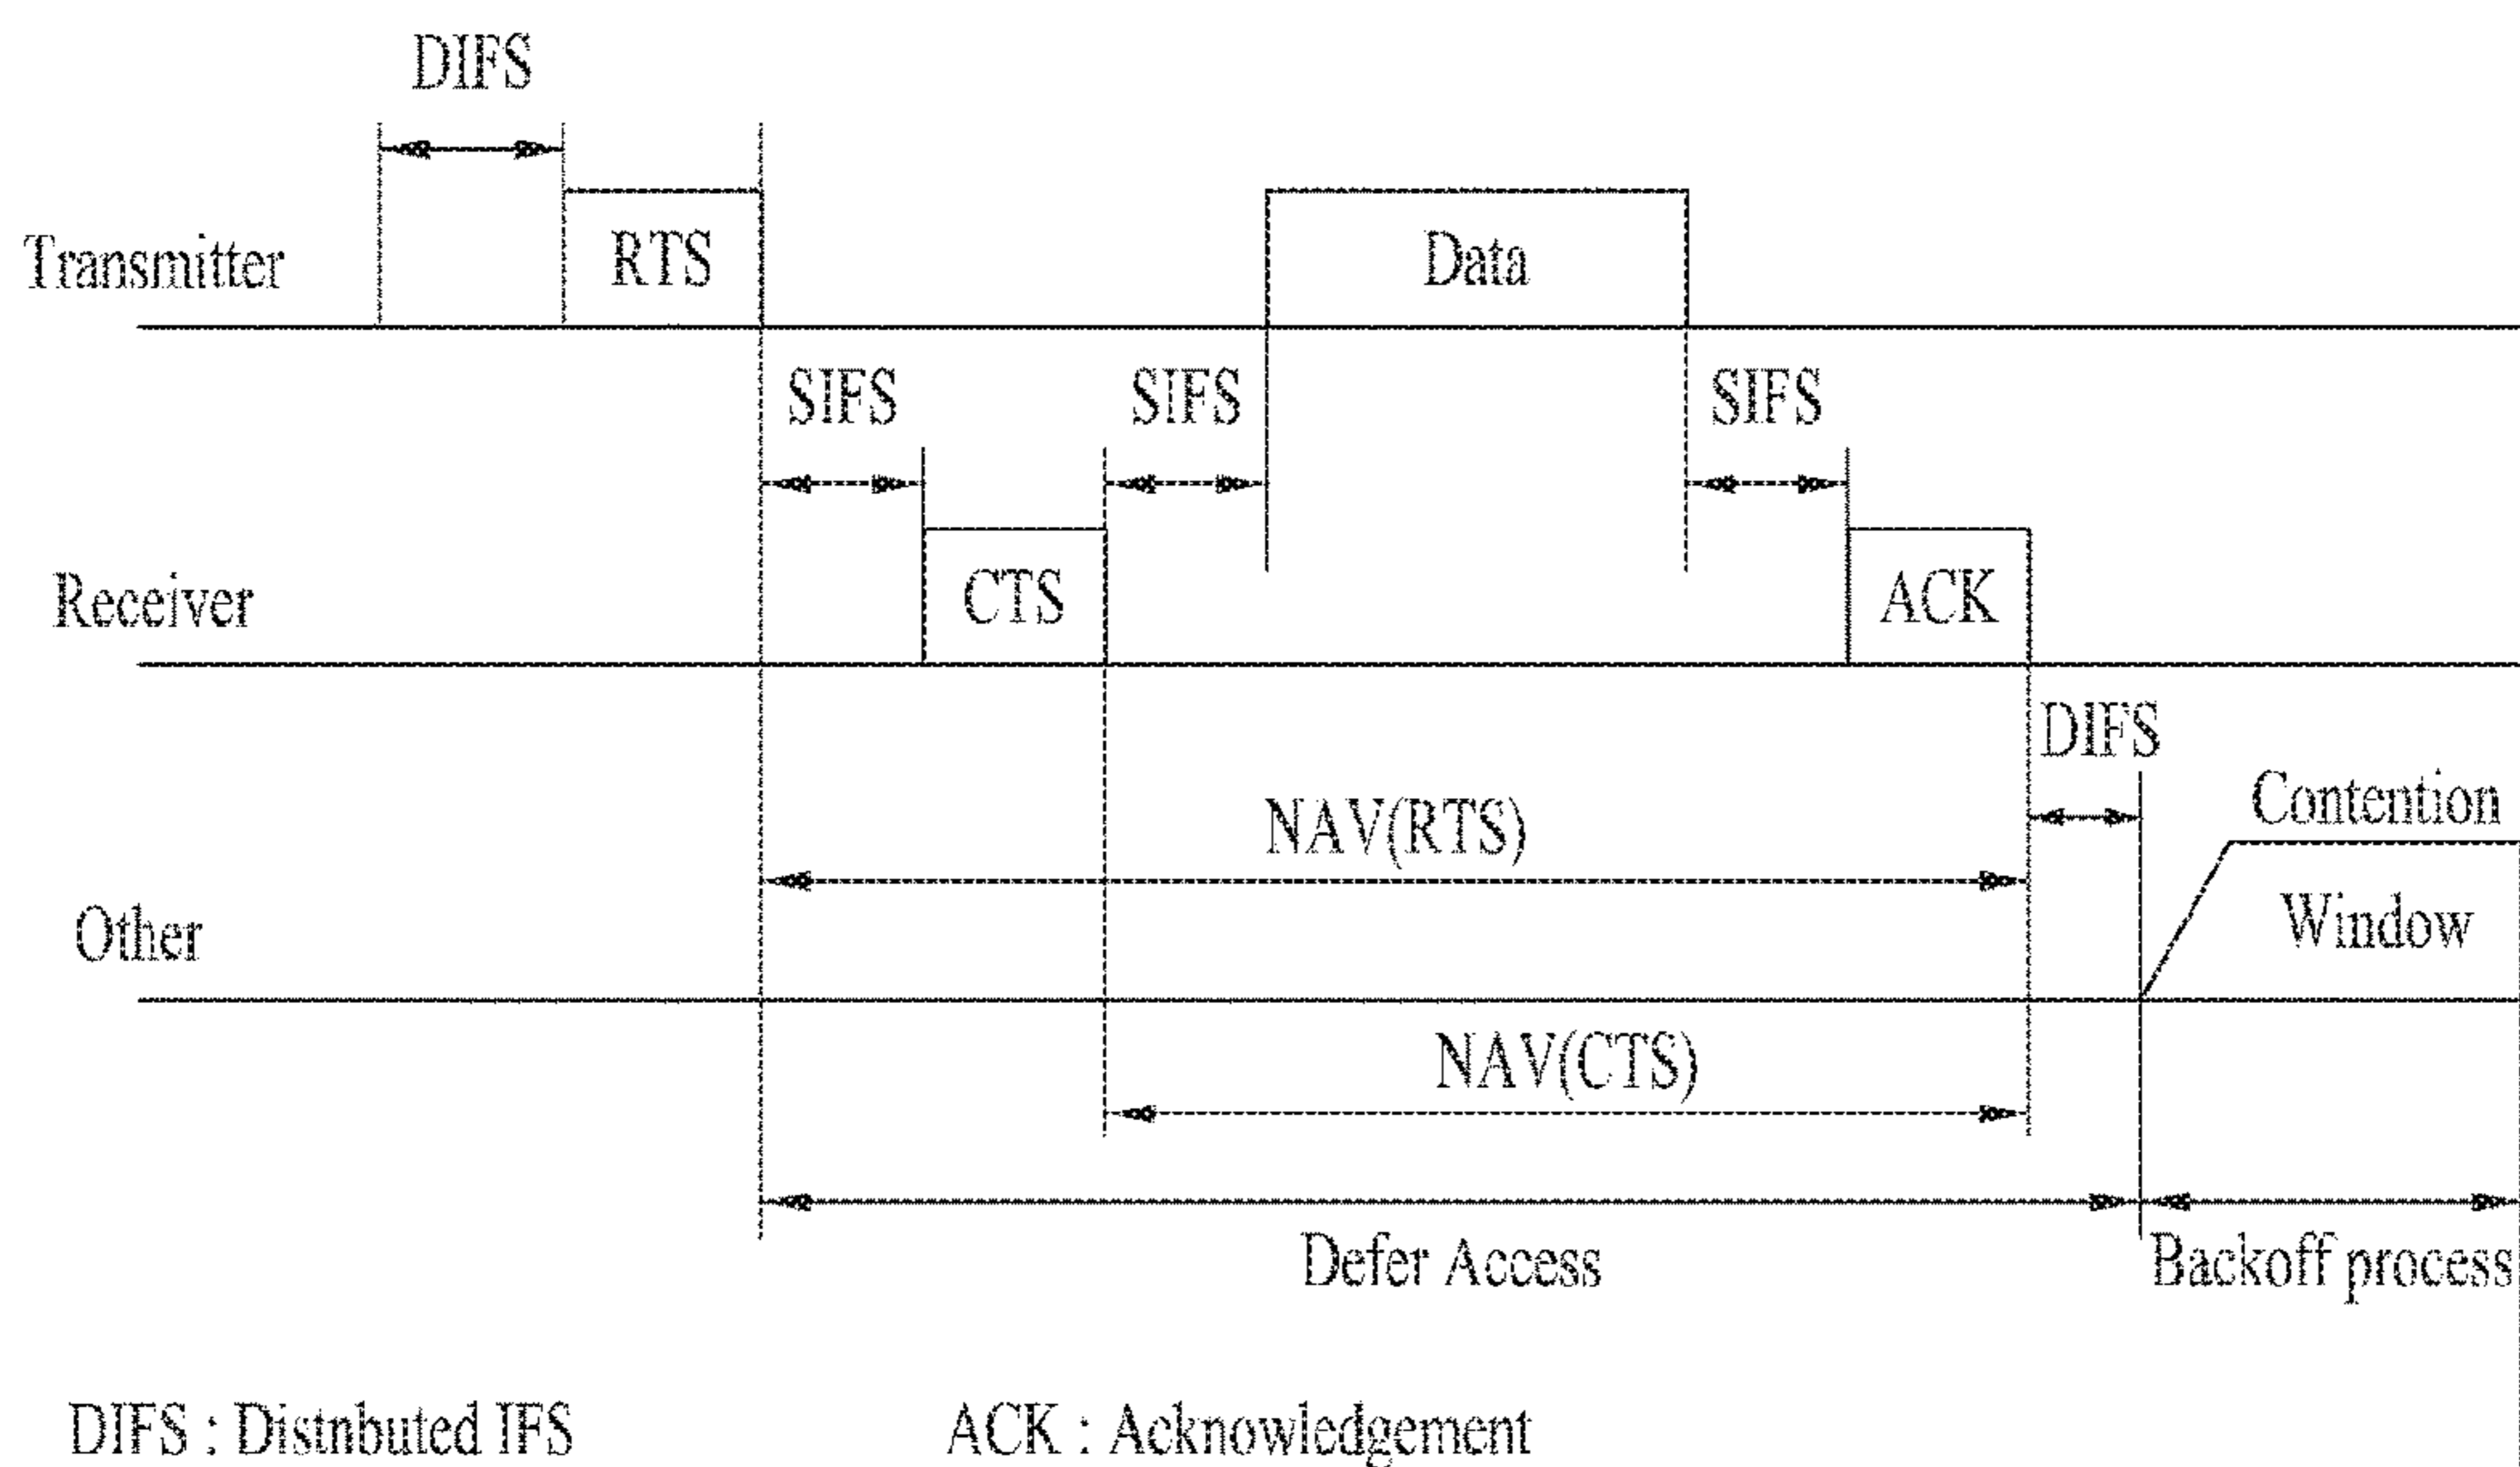 DIFS
Transmitter
RTS
Data
SIFS
SIFS
SIFS
Receiver
CTS
ACK
DIFS
NAV(RTS)
Contention
Window
Other
NAV(CTS)
Defer Access
Backoff process
DIFS : Distributed IFS
ACK : Acknowledgement